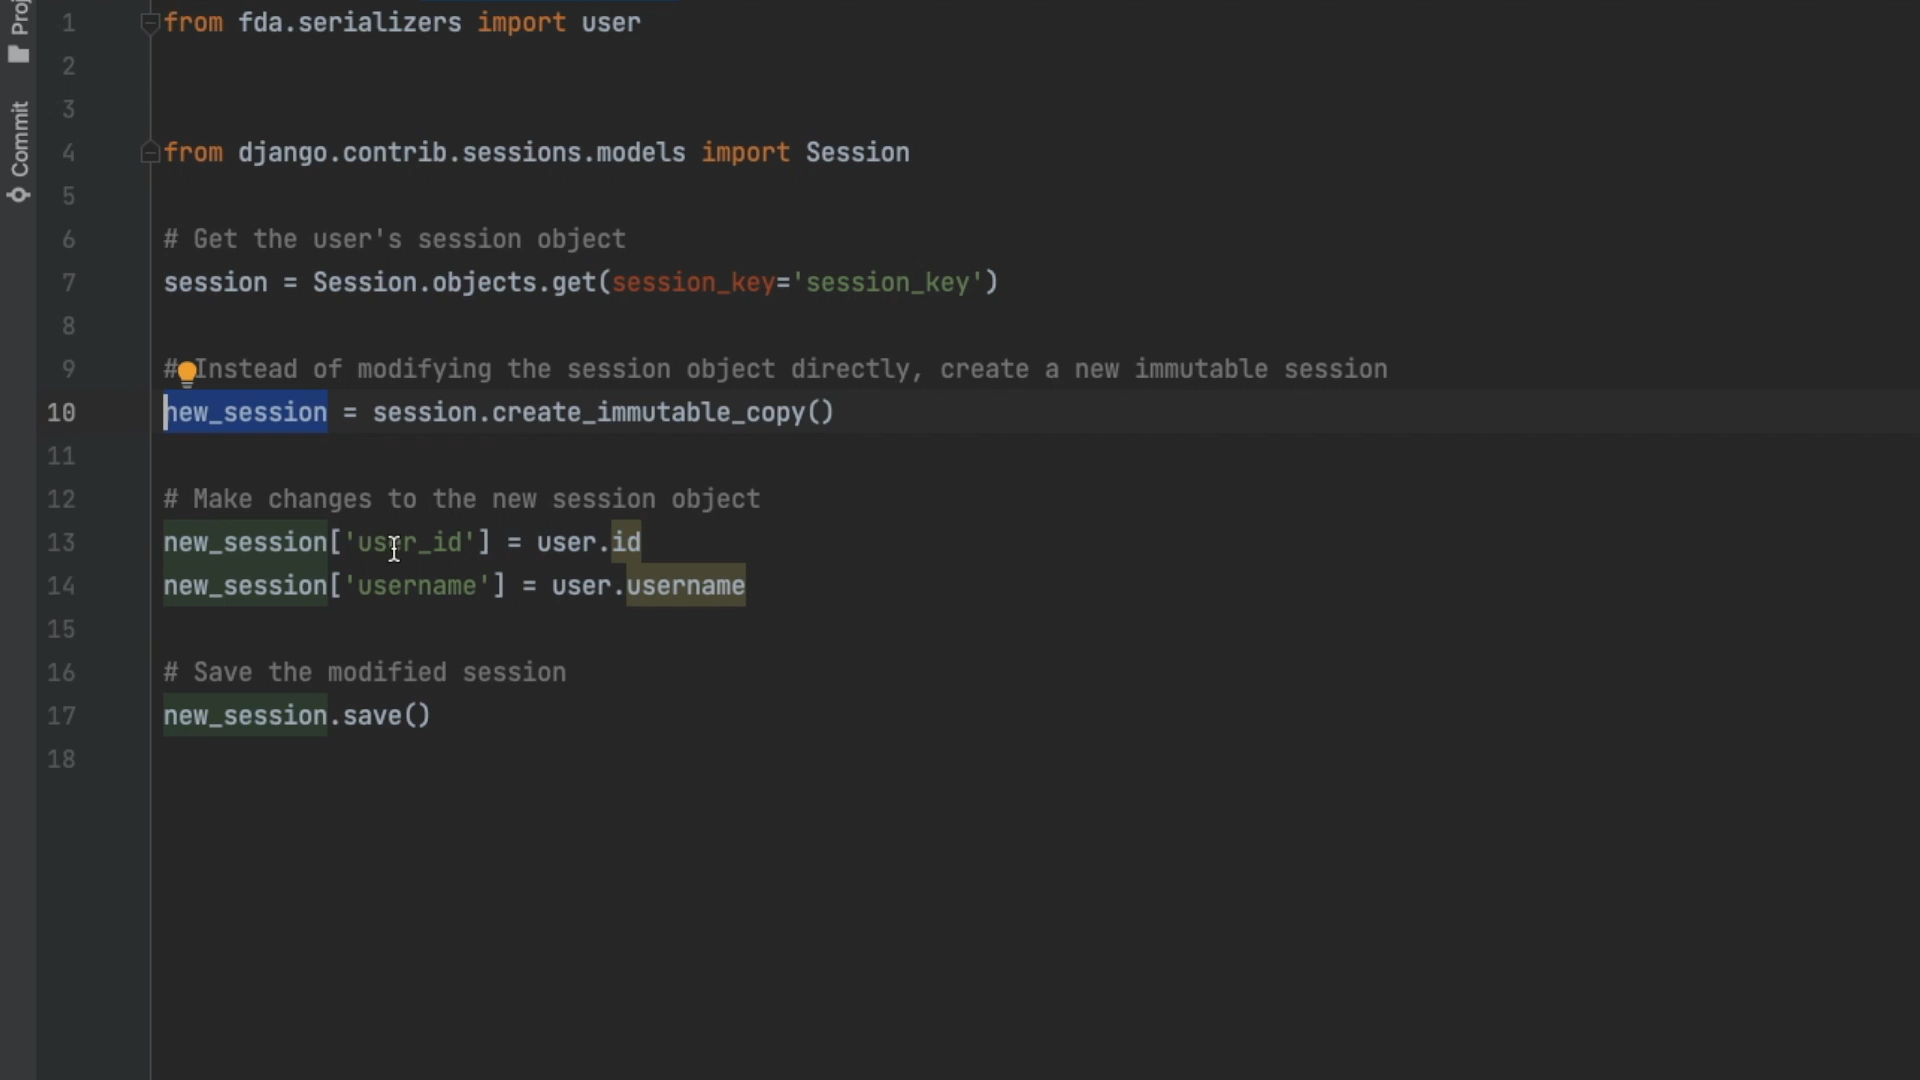 Proj
Commit
1 from fda.serializers import user
2
3
4 from django.contrib.sessions.models import Session
5
6 # Get the user's session object
7 session = Session.objects.get(session_key='session_key')
8
9 # Instead of modifying the session object directly, create a new immutable session
10 new_session = session.create_immutable_copy()
11
12 # Make changes to the new session object
13 new_session['user_id'] = user.id
14 new_session['username'] = user.username
15
16 # Save the modified session
17 new_session.save()
18